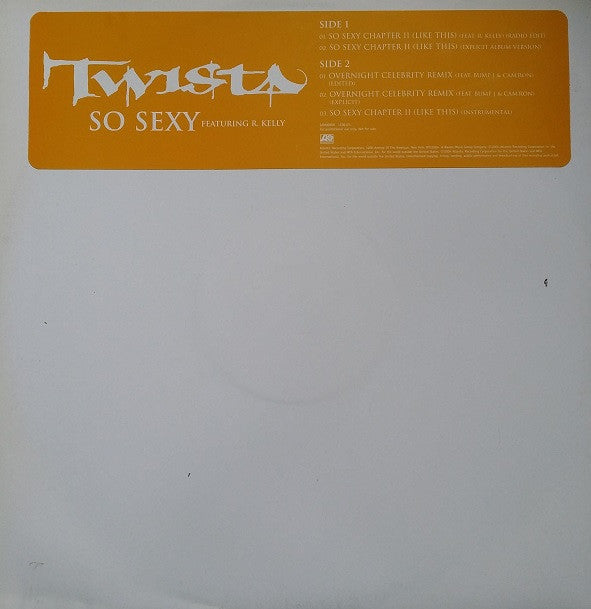 Twista
SO SEXY FEATURING R. KELLY
SIDE 1
01 SO SEXY CHAPTER II (LIKE THIS) (FEAT. R. KELLY) (RADIO EDIT)
02 SO SEXY CHAPTER II (LIKE THIS) (EXPLICIT ALBUM VERSION)
SIDE 2
01 OVERNIGHT CELEBRITY REMIX (FEAT. BUMP J & CAM'RON)
(EDITED)
02 OVERNIGHT CELEBRITY REMIX (FEAT. BUMP J & CAM'RON)
(EXPLICIT)
03 SO SEXY CHAPTER II (LIKE THIS) (INSTRUMENTAL)